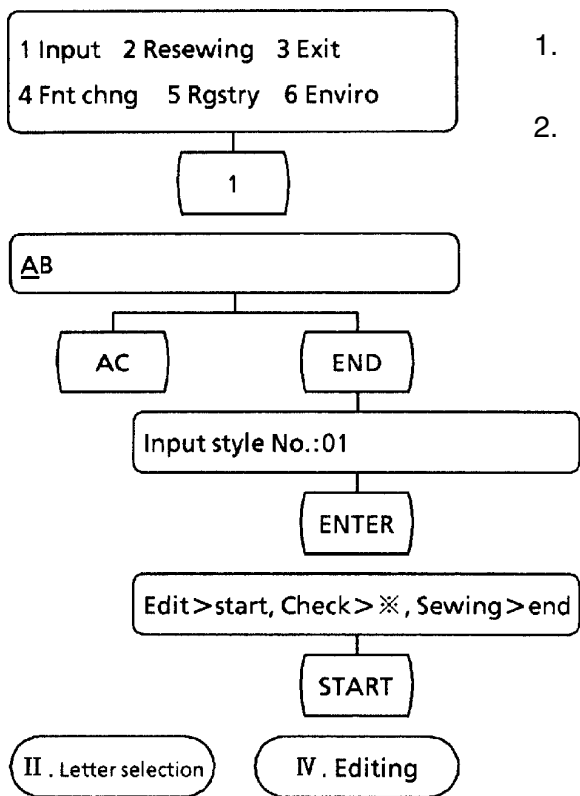 1 Input 2 Resewing 3 Exit
4 Fnt chng 5 Rgstry 6 Enviro
1.
2.
1
AB
AC
END
Input style No.:01
ENTER
Edit>start, Check>※, Sewing>end
START
II. Letter selection
IV. Editing